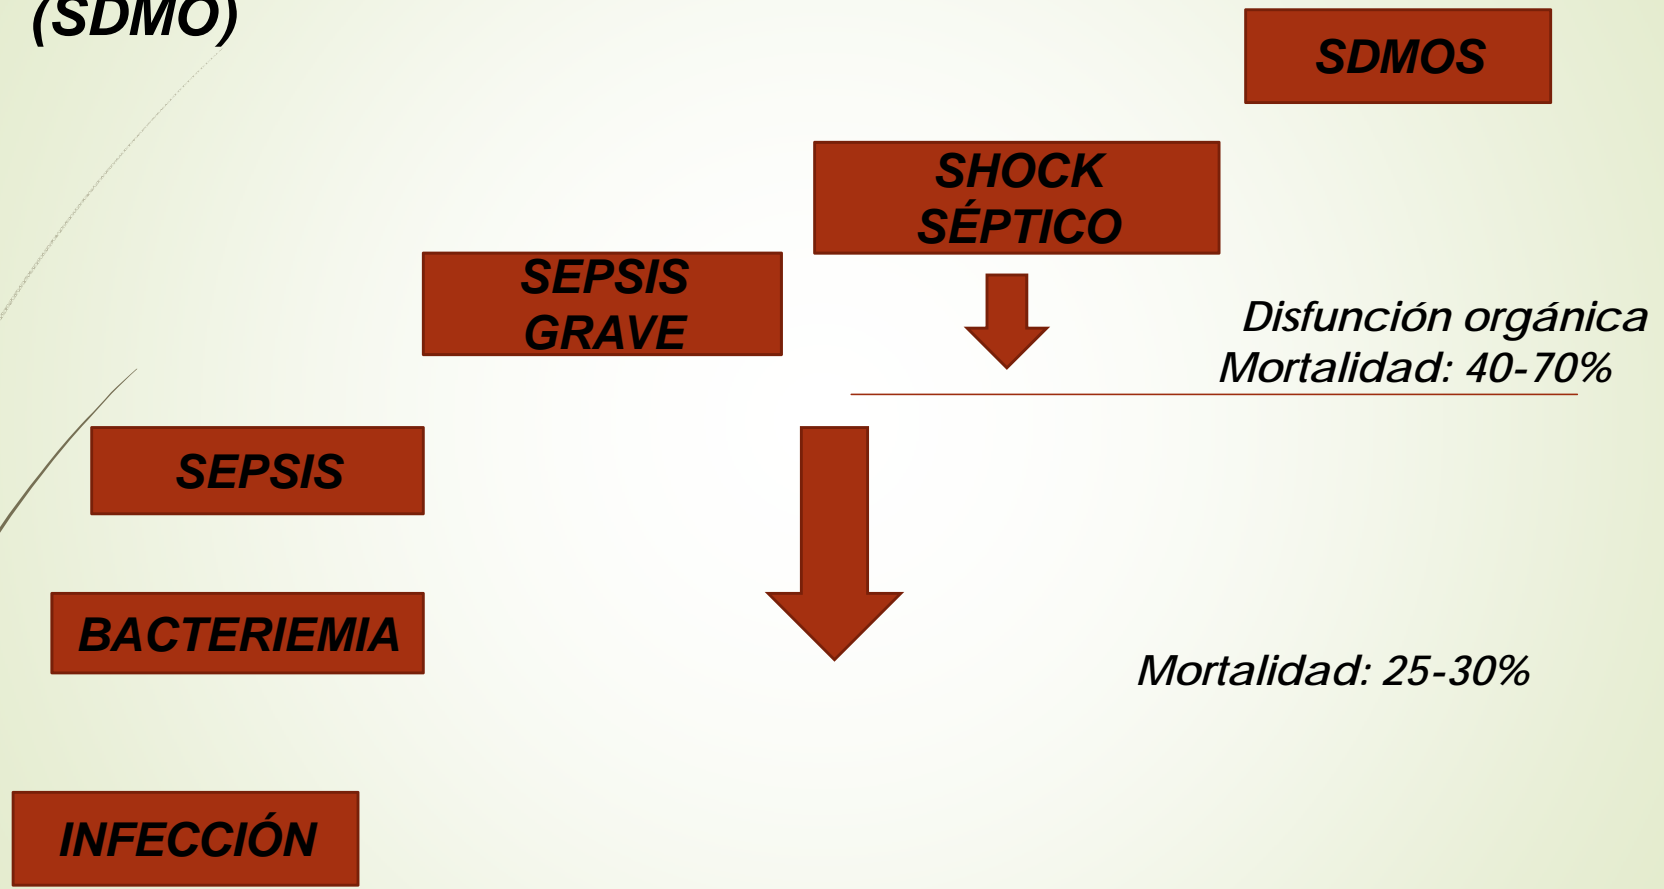 (SDMO)
SDMOS
SHOCK
SÉPTICO
SEPSIS
GRAVE
Disfunción orgánica
Mortalidad: 40-70%
SEPSIS
BACTERIEMIA
Mortalidad: 25-30%
INFECCIÓN